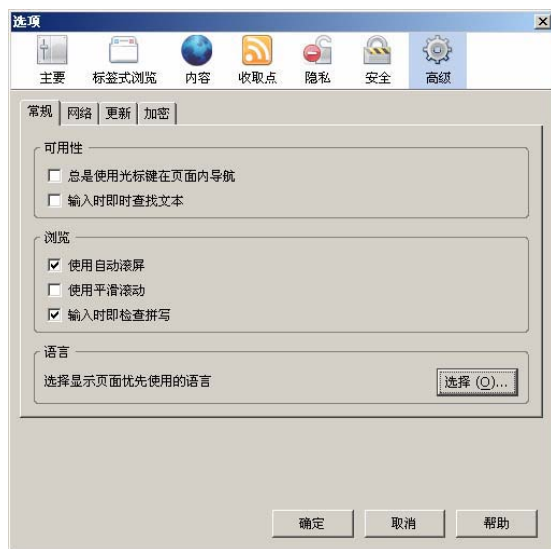 选项
主要 标签式浏览 内容 收取点 隐私 安全 高级
常规 网络 更新 加密
可用性
总是使用光标键在页面内导航
输入时即时查找文本
浏览
使用自动滚屏
使用平滑滚动
输入时即检查拼写
语言
选择显示页面优先使用的语言 选择 (O)...
确定 取消 帮助